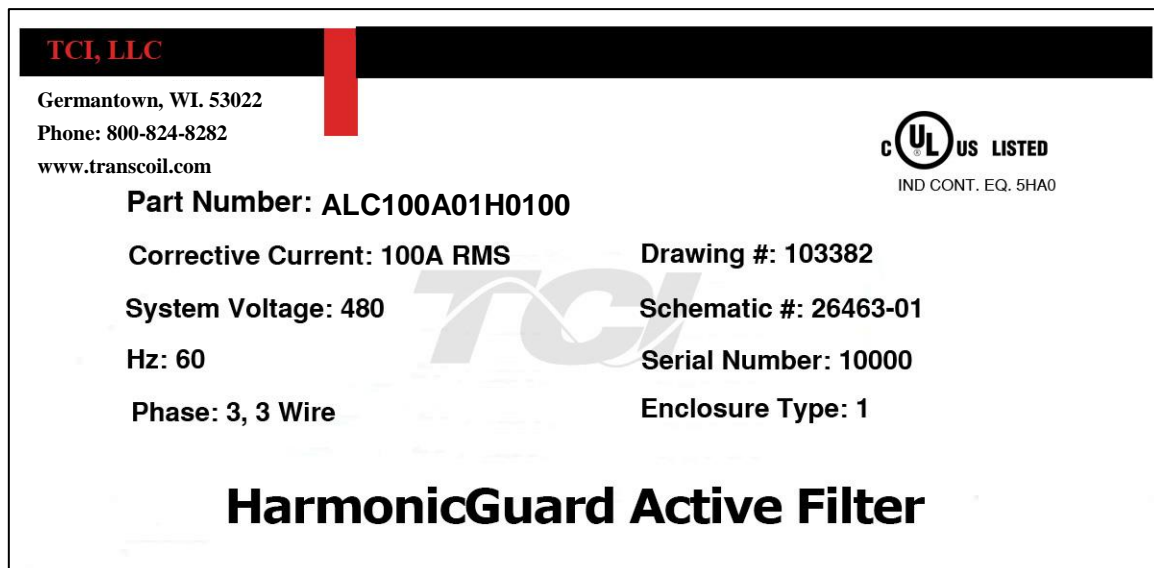 TCI, LLC
Germantown, WI. 53022
Phone: 800-824-8282
www.transcoil.com
C UL® US LISTED
IND CONT. EQ. 5HA0
Part Number: ALC100A01H0100
Corrective Current: 100A RMS
Drawing #: 103382
System Voltage: 480
Schematic #: 26463-01
Hz: 60
Serial Number: 10000
Phase: 3, 3 Wire
Enclosure Type: 1
TCI
HarmonicGuard Active Filter